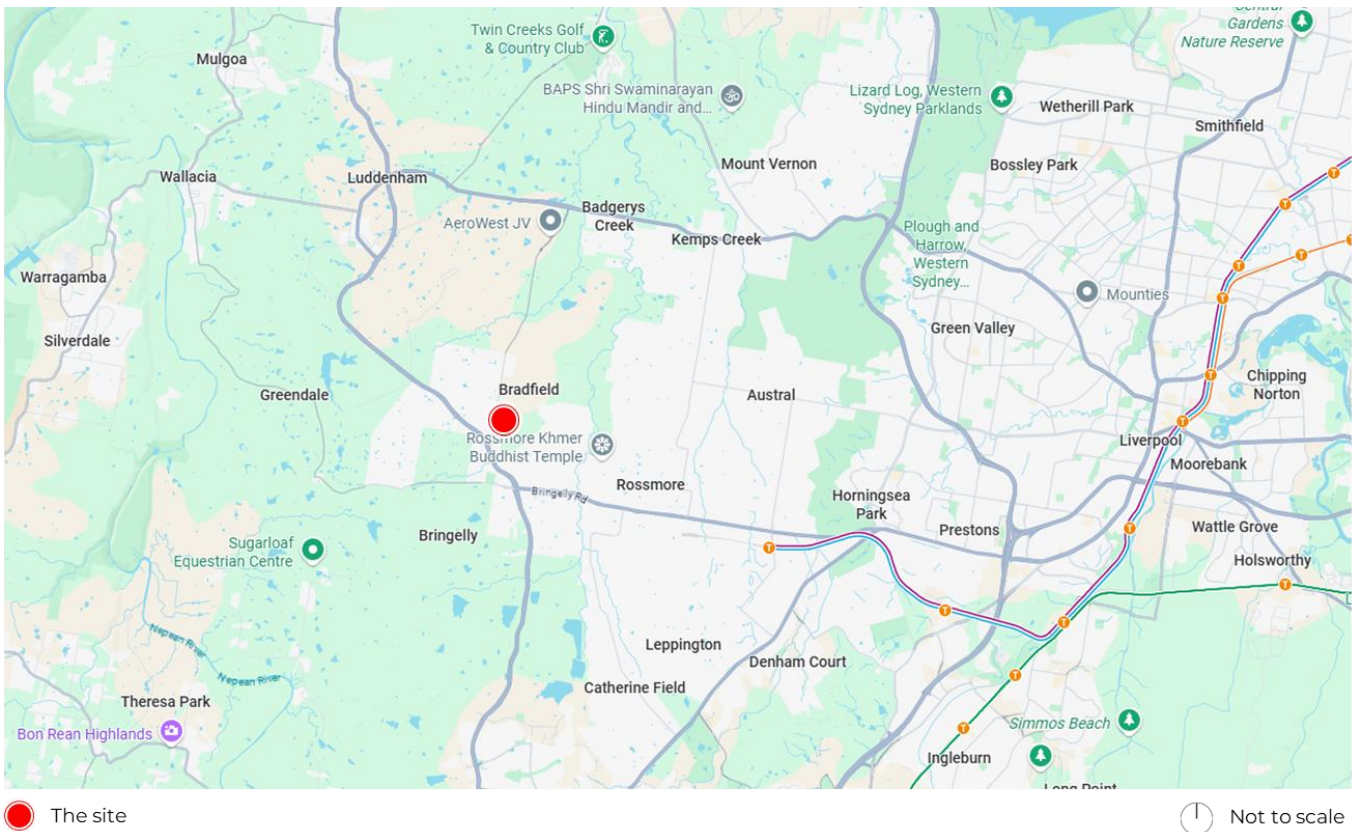 Twin Creeks Golf
& Country Club
Central
Gardens
Nature Reserve
Mulgoa
BAPS Shri Swaminarayan
Hindu Mandir and...
Lizard Log, Western
Sydney Parklands
Wetherill Park
Smithfield
Mount Vernon
Bossley Park
Wallacia
Luddenham
Badgerys
Creek
AeroWest JV
Kemps Creek
Plough and
Harrow,
Western
Sydney...
Warragamba
Mounties
Silverdale
Green Valley
Chipping
Norton
Greendale
Bradfield
Austral
Rossmore Khmer
Buddhist Temple
Liverpool
Moorebank
Rossmore
Bringelly Rd
Horningsea
Park
Prestons
Wattle Grove
Bringelly
Sugarloaf
Equestrian Centre
Holsworthy
Nepean River
Nepean River
Leppington
Denham Court
Catherine Field
Theresa Park
Bon Rean Highlands
Simmos Beach
Ingleburn
Long Point
The site
Not to scale